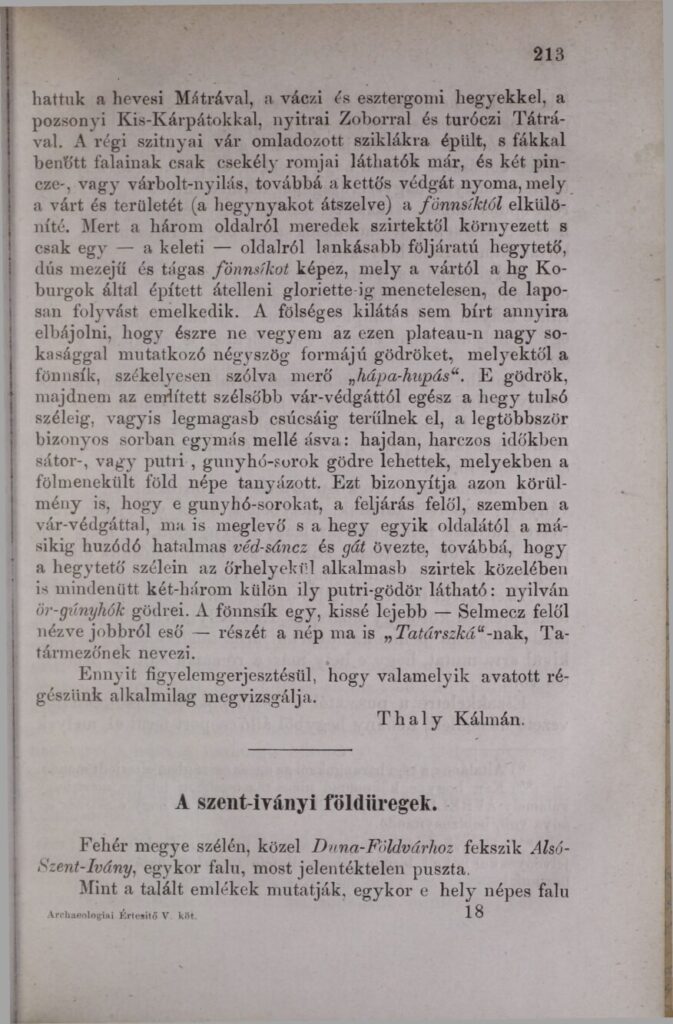 213
hattuk a hevesi Mátrával, a váczi és esztergomi hegyekkel, a
pozsonyi Kis-Kárpátokkal, nyitrai Zoborral és turóczi Tátrá-
val. A régi szitnyai vár omladozott sziklákra épült, s fákkal
benőtt falainak csak csekély romjai láthatók már, és két pin-
cze-, vagy várbolt-nyilás, továbbá a kettős védgát nyoma, mely
a várt és területét (a hegynyakot átszelve) a fönnsíktól elkülö-
níté. Mert a három oldalról meredek szirtektől környezett s
csak egy — a keleti — oldalról lankásabb följáratú hegytető,
dús mezejű és tágas fönnsíkot képez, mely a vártól a hg Ko-
burgok által épített átelleni gloriette-ig menetelesen, de lapo-
san folyvást emelkedik. A fölséges kilátás sem bírt annyira
elbájolni, hogy észre ne vegyem az ezen plateau-n nagy so-
kasággal mutatkozó négyszög formájú gödröket, melyektől a
fönnsík, székelyesen szólva merő „hápa-hupás“. E gödrök,
majdnem az említett szélsőbb vár-védgáttól egész a hegy tulsó
széleig, vagyis legmagasb csúcsáig terülnek el, a legtöbbször
bizonyos sorban egymás mellé ásva: hajdan, harczos időkben
sátor-, vagy putri , gunyhó-sorok gödre lehettek, melyekben a
fölmenekült föld népe tanyázott. Ezt bizonyítja azon körül-
mény is, hogy e gunyhó-sorokat, a feljárás felől, szemben a
vár-védgáttal, ma is meglevő s a hegy egyik oldalától a má-
sikig huzódó hatalmas véd-sáncz és gát övezte, továbbá, hogy
a hegytető szélein az őrhelyekül alkalmasb szirtek közelében
is mindenütt két-három külön ily putri-gödör látható: nyilván
őr-gúnyhók gödrei. A fönnsík egy, kissé lejebb — Selmecz felől
nézve jobbról eső — részét a nép ma is „Tatárszká“-nak, Ta-
tármezőnek nevezi.
Ennyit figyelemgerjesztésül, hogy valamelyik avatott ré-
gészünk alkalmilag megvizsgálja.
Thaly Kálmán.
A szent-iványi földüregek.
Fehér megye szélén, közel Duna-Földvárhoz fekszik Alsó-
Szent-Ivány, egykor falu, most jelentéktelen puszta.
Mint a talált emlékek mutatják, egykor e hely népes falu
Archaeologiai Értesitő V. köt.
18